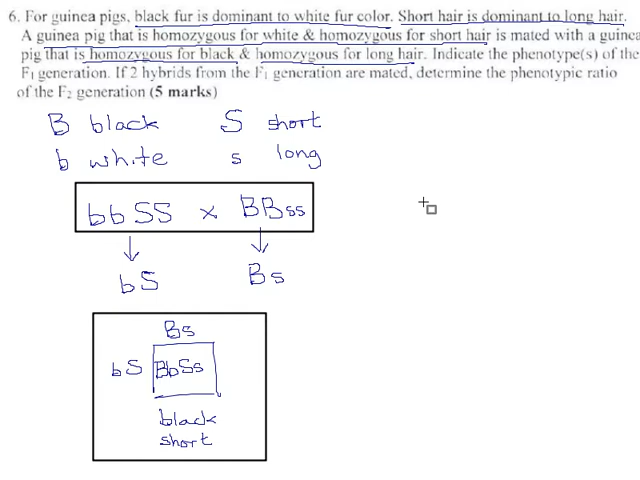 6. For guinea pigs, black fur is dominant to white fur color. Short hair is dominant to long hair.
A guinea pig that is homozygous for white & homozygous for short hair is mated with a guinea
pig that is homozygous for black & homozygous for long hair. Indicate the phenotype(s) of the
F1 generation. If 2 hybrids from the F1 generation are mated, determine the phenotypic ratio
of the F2 generation (5 marks)
B black S short
b white s long
bbSS x BBss
bS Bs
Bs
bS BbSs
black
short